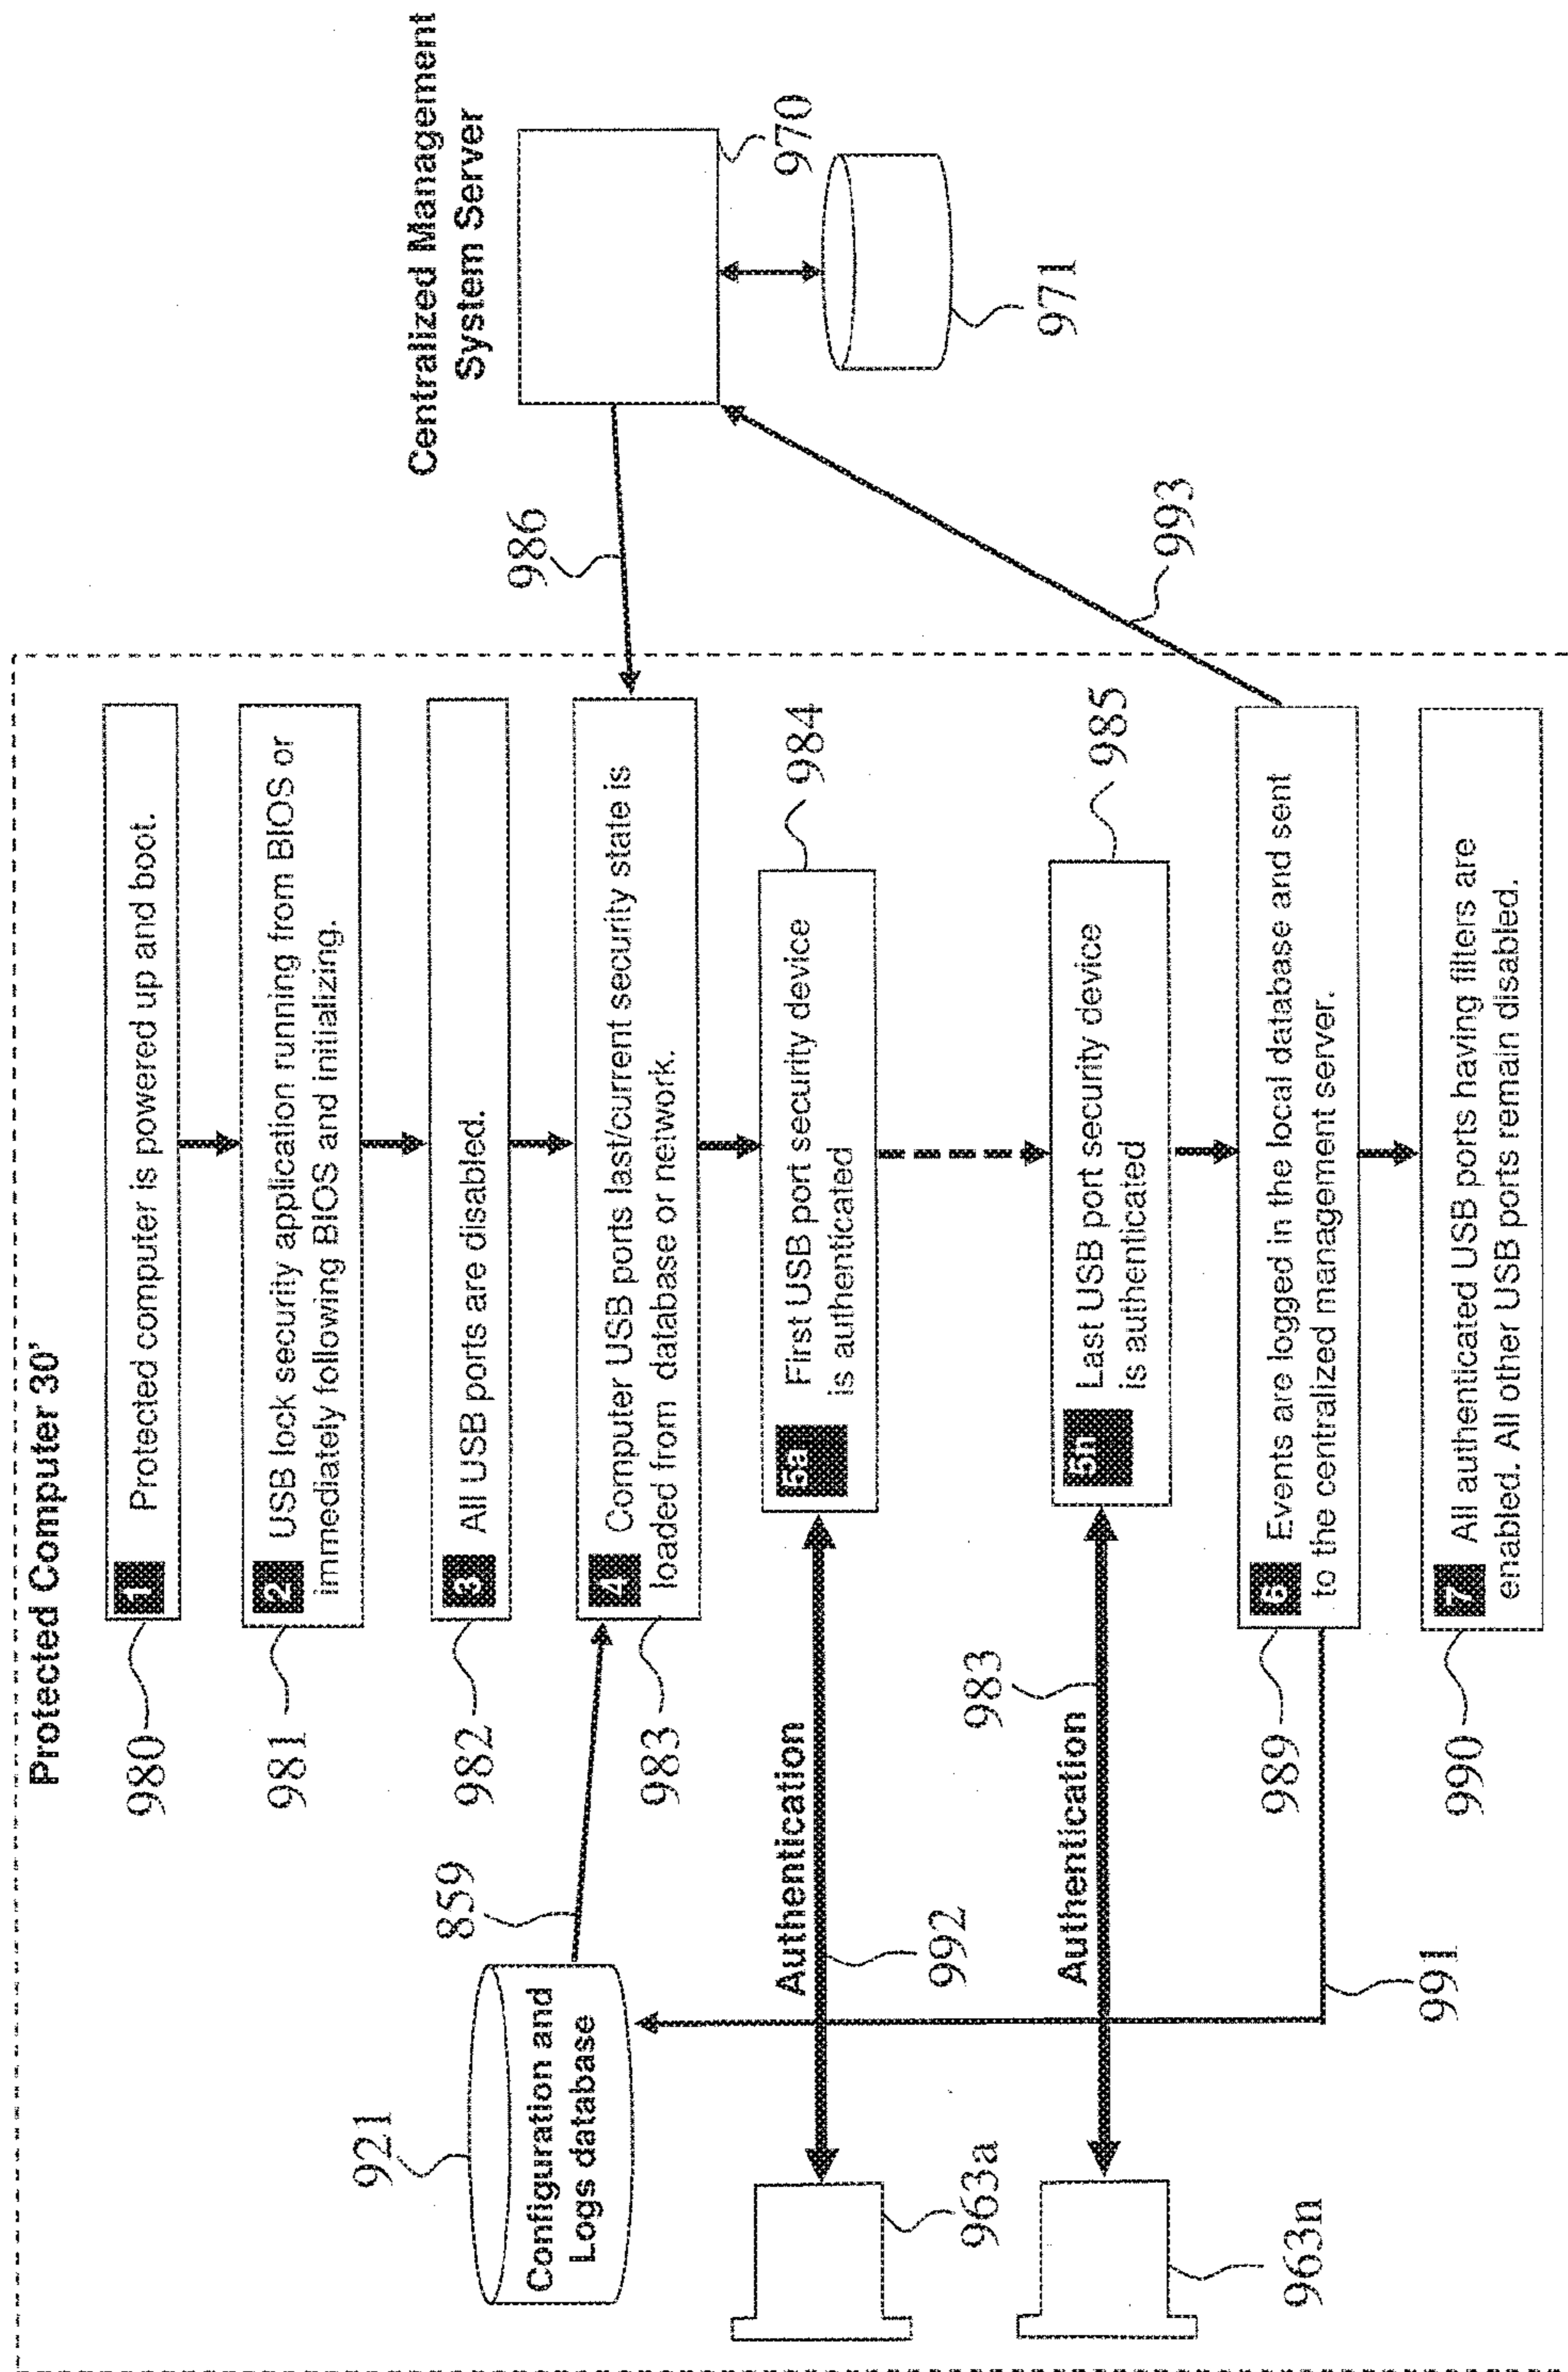 Protected Computer 30'
980
1 Protected computer is powered up and boot.
981
2 USB lock security application running from BIOS or
immediately following BIOS and initializing.
982
3 All USB ports are disabled.
983
4 Computer USB ports last/current security state is
loaded from database or network.
921
Configuration and
Logs database
859
986
Centralized Management
System Server
970
971
963a
Authentication
992
5a First USB port security device
is authenticated
984
963n
Authentication
983
5n Last USB port security device
is authenticated
985
989
6 Events are logged in the local database and sent
to the centralized management server.
991
993
990
7 All authenticated USB ports having filters are
enabled. All other USB ports remain disabled.